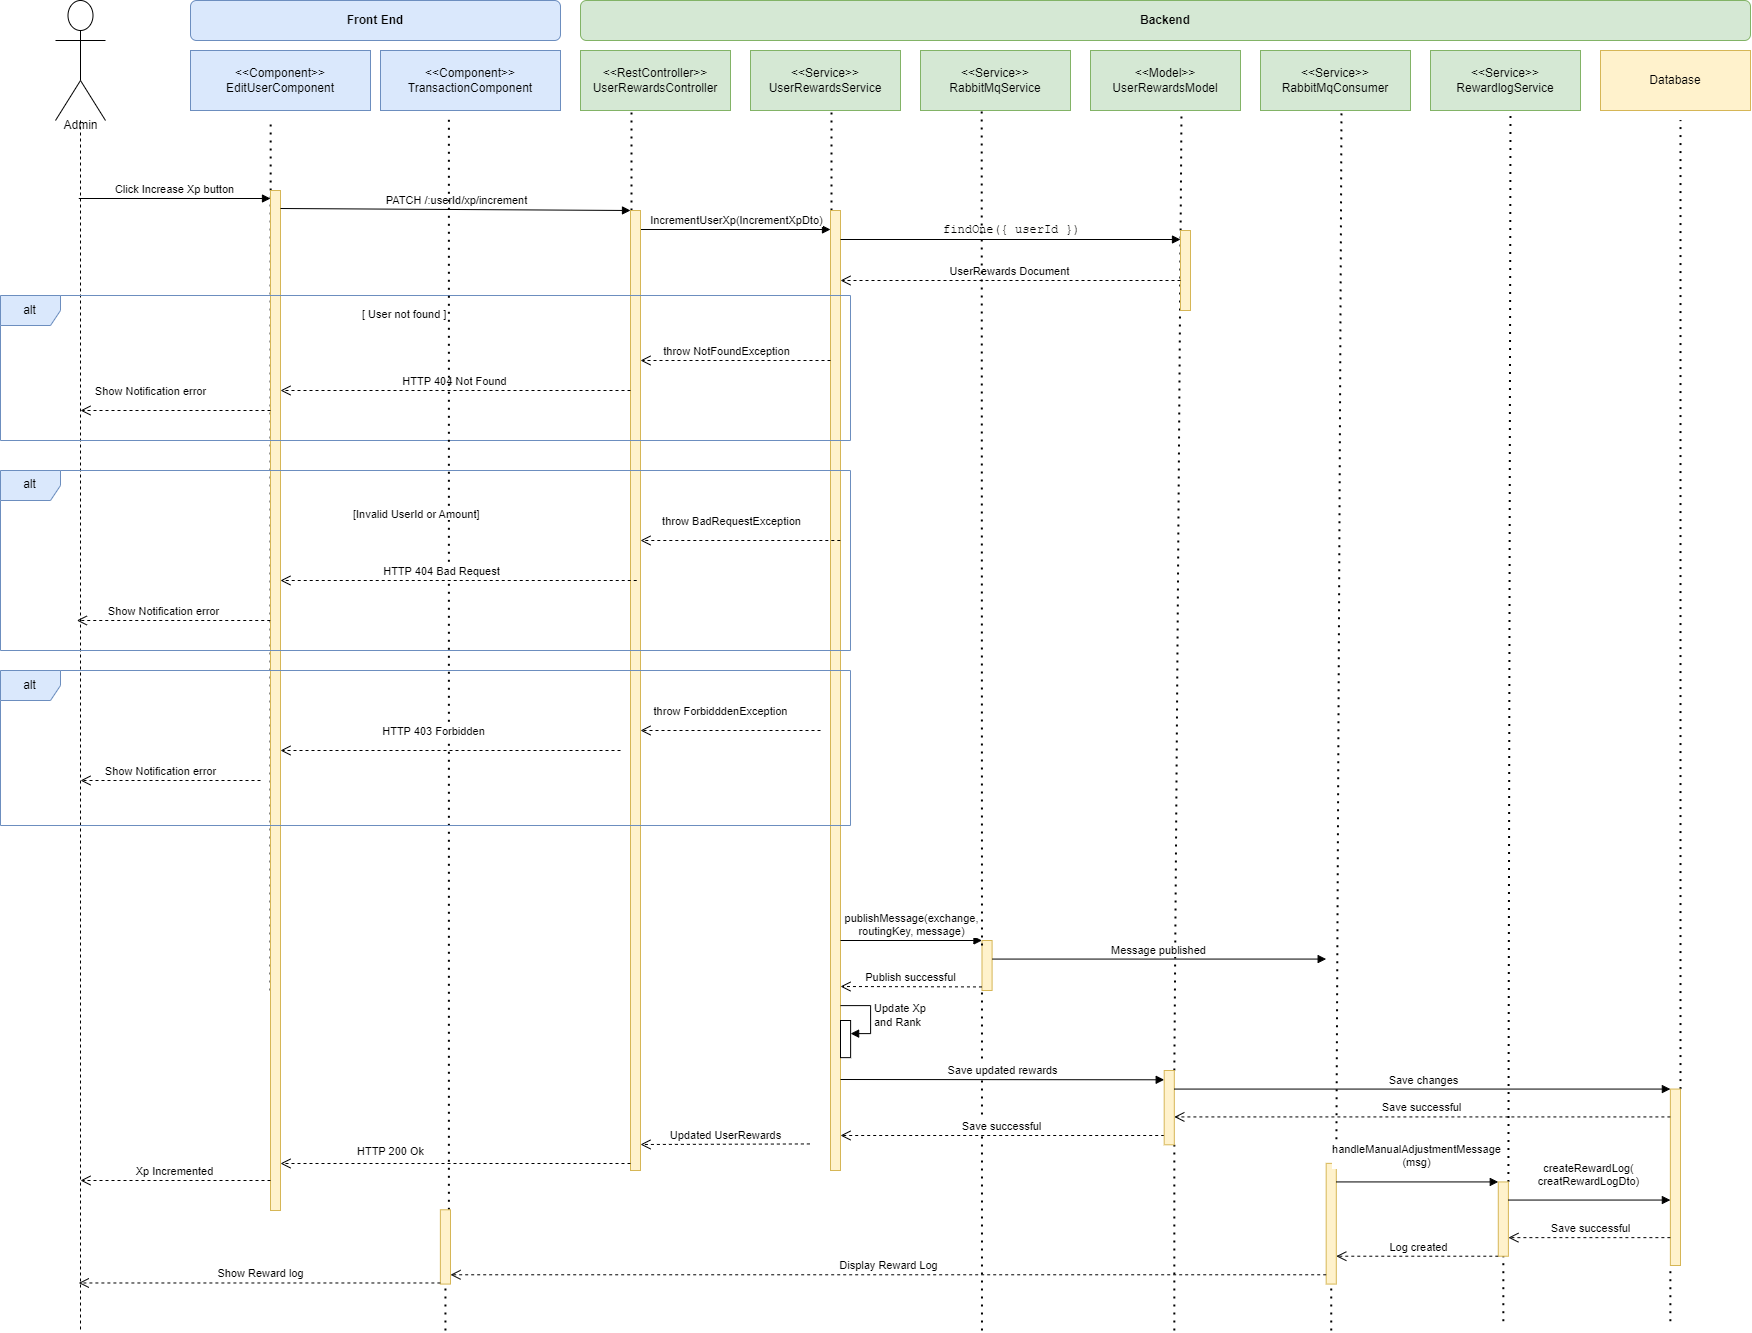 Front End
Backend
<<Component>>
EditUserComponent
<<Component>>
TransactionComponent
<<RestController>>
UserRewardsController
<<Service>>
UserRewardsService
<<Service>>
RabbitMqService
<<Model>>
UserRewardsModel
<<Service>>
RabbitMqConsumer
<<Service>>
RewardlogService
Database
Admin
Click Increase Xp button
PATCH /:userId/xp/increment
IncrementUserXp(IncrementXpDto)
findOne({ userId })
UserRewards Document
alt
[ User not found ]
throw NotFoundException
HTTP 404 Not Found
Show Notification error
alt
[Invalid UserId or Amount]
throw BadRequestException
HTTP 404 Bad Request
Show Notification error
alt
throw ForbidddenException
HTTP 403 Forbidden
Show Notification error
publishMessage(exchange,
routingKey, message)
Message published
Publish successful
Update Xp
and Rank
Save updated rewards
Save changes
Save successful
Save successful
Updated UserRewards
HTTP 200 Ok
Xp Incremented
handleManualAdjustmentMessage
(msg)
createRewardLog(
creatRewardLogDto)
Save successful
Log created
Display Reward Log
Show Reward log